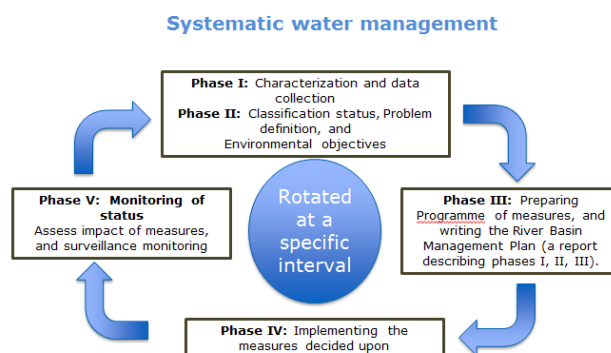 Systematic water management
Phase I: Characterization and data
collection
Phase II: Classification status, Problem
definition, and
Environmental objectives
Rotated
at a
specific
interval
Phase III: Preparing
Programme of measures, and
writing the River Basin
Management Plan (a report
describing phases I, II, III).
Phase IV: Implementing the
measures decided upon
Phase V: Monitoring of
status
Assess impact of measures,
and surveillance monitoring